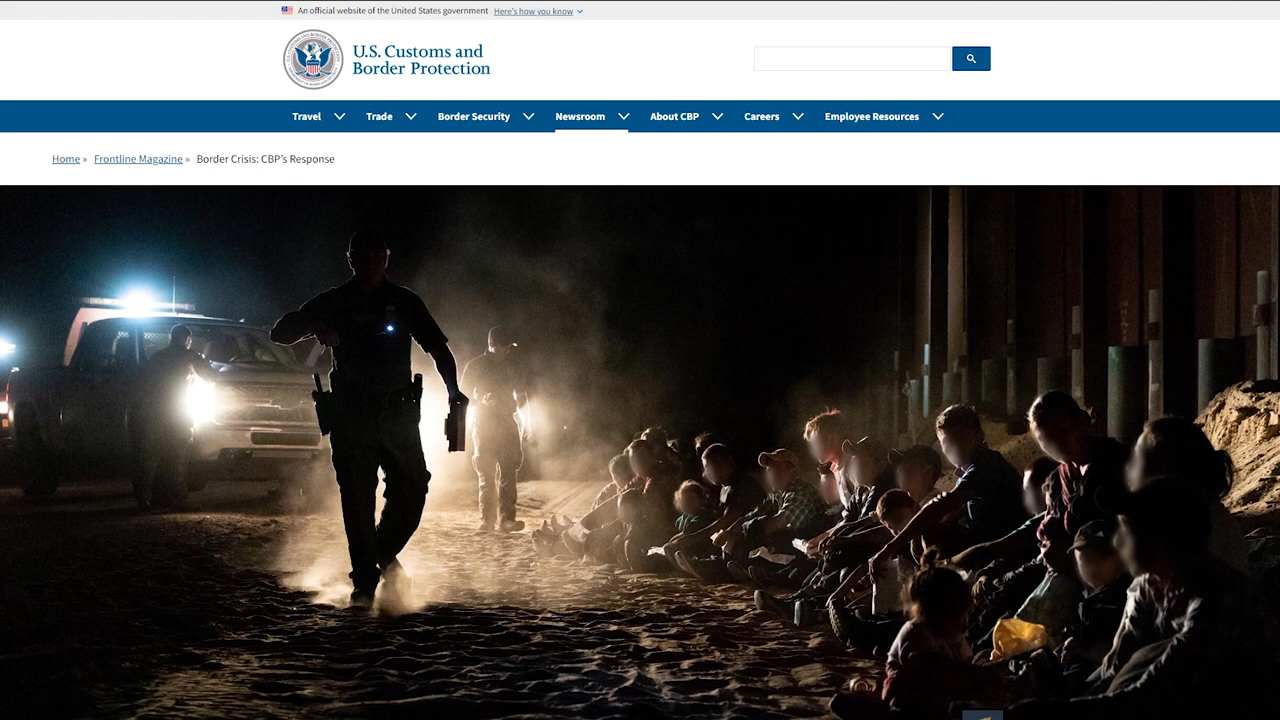 An official website of the United States government Here's how you know
U.S. Customs and
Border Protection
Travel Trade Border Security Newsroom About CBP Careers Employee Resources
Home » Frontline Magazine » Border Crisis: CBP's Response